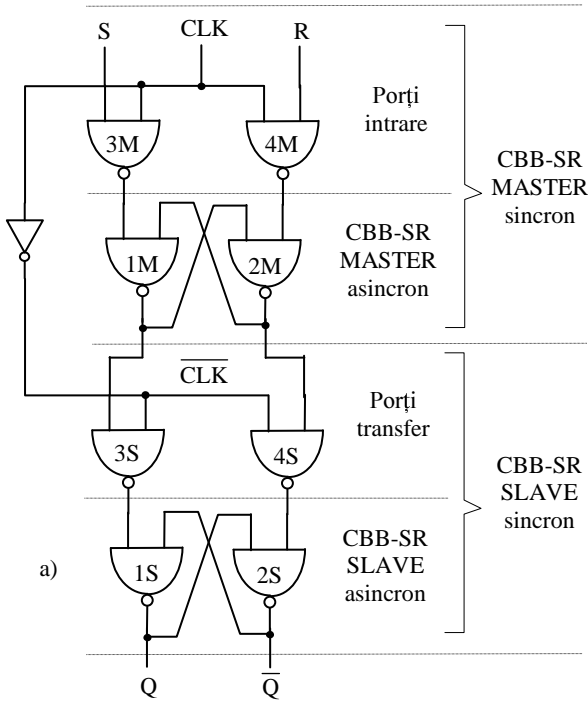 S CLK R
Porți
intrare
3M 4M
CBB-SR
MASTER
sincron
CBB-SR
MASTER
asincron
1M 2M
CLK
Porți
transfer
3S 4S
CBB-SR
SLAVE
sincron
CBB-SR
SLAVE
asincron
a)
1S 2S
Q Q